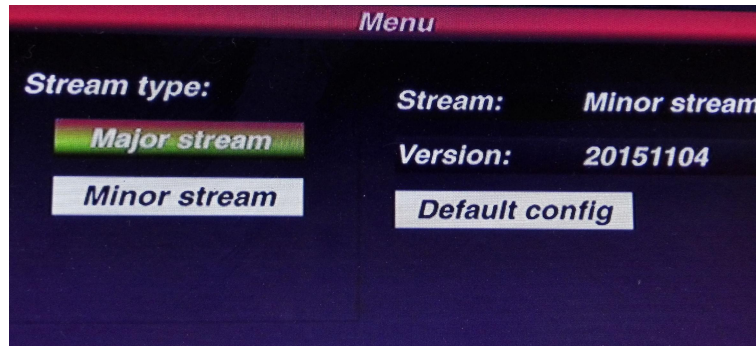 Menu
Stream type:
Major stream
Minor stream
Stream: Minor stream
Version: 20151104
Default config